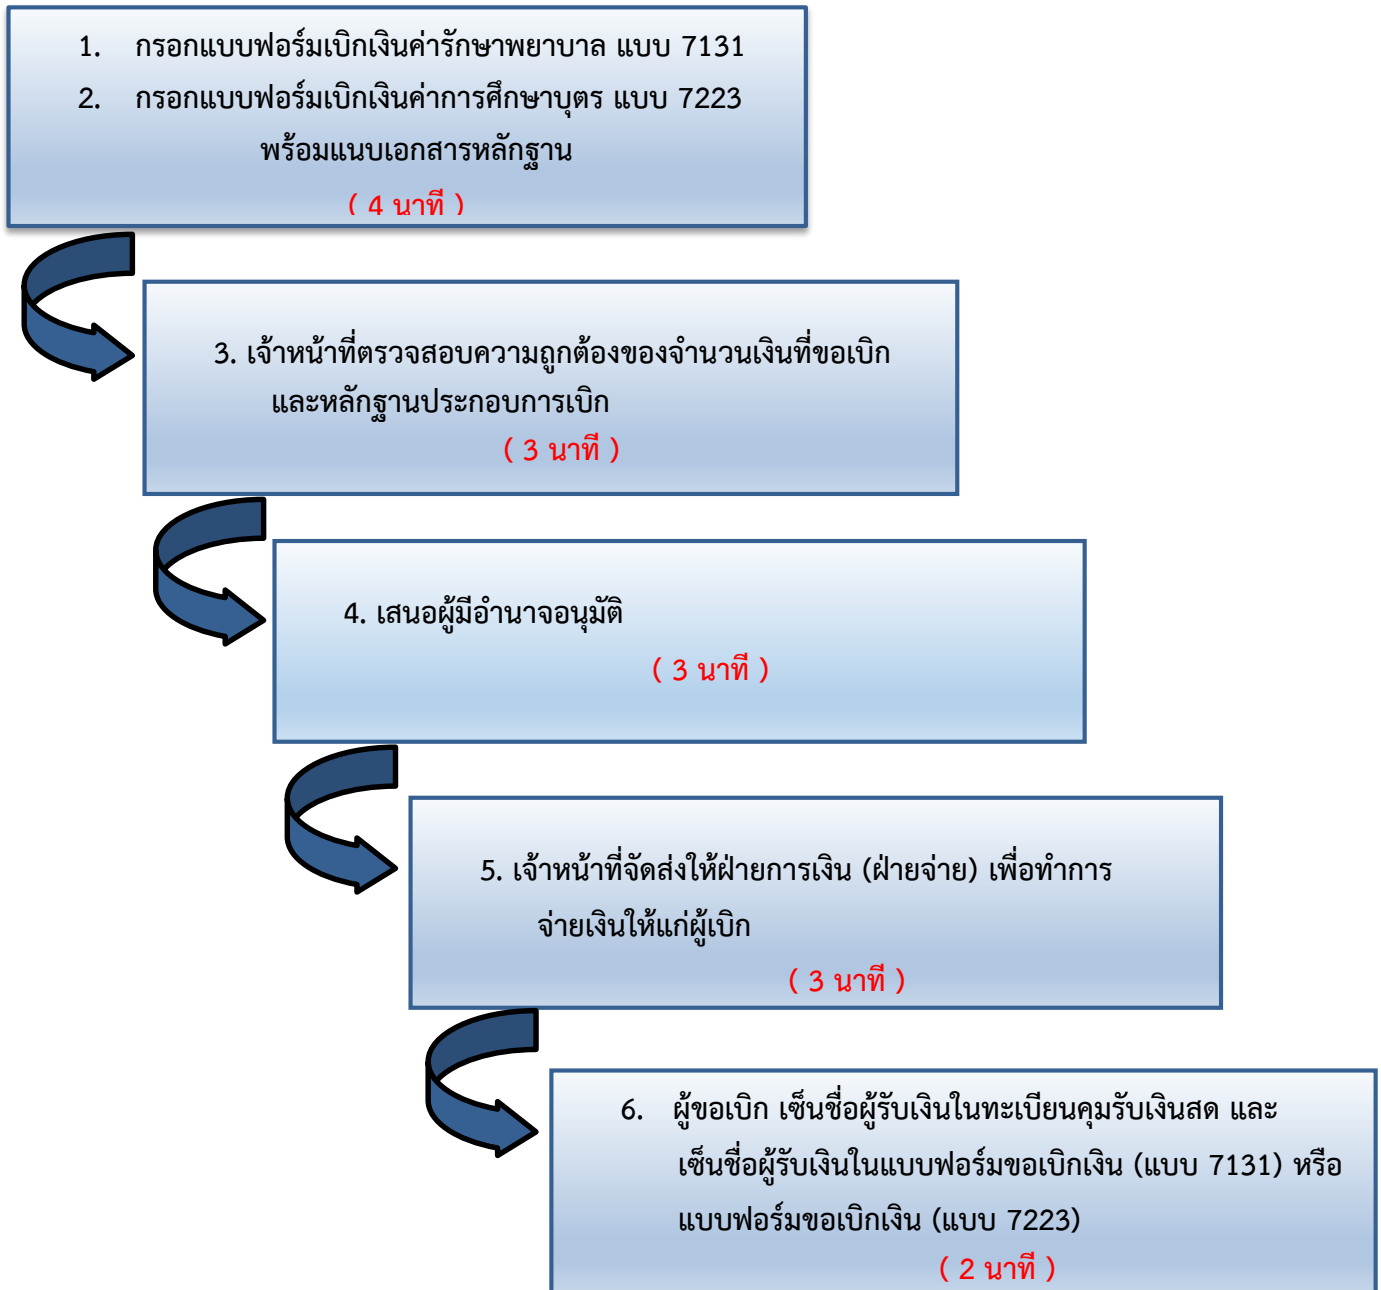 1. กรอกแบบฟอร์มเบิกเงินค่ารักษาพยาบาล แบบ 7131
2. กรอกแบบฟอร์มเบิกเงินค่าการศึกษาบุตร แบบ 7223
พร้อมแนบเอกสารหลักฐาน
( 4 นาที )
3. เจ้าหน้าที่ตรวจสอบความถูกต้องของจำนวนเงินที่ขอเบิก
และหลักฐานประกอบการเบิก
( 3 นาที )
4. เสนอผู้มีอำนาจอนุมัติ
( 3 นาที )
5. เจ้าหน้าที่จัดส่งให้ฝ่ายการเงิน (ฝ่ายจ่าย) เพื่อทำการ
จ่ายเงินให้แก่ผู้เบิก
( 3 นาที )
6. ผู้ขอเบิก เซ็นชื่อผู้รับเงินในทะเบียนคุมรับเงินสด และ
เซ็นชื่อผู้รับเงินในแบบฟอร์มขอเบิกเงิน (แบบ 7131) หรือ
แบบฟอร์มขอเบิกเงิน (แบบ 7223)
( 2 นาที )